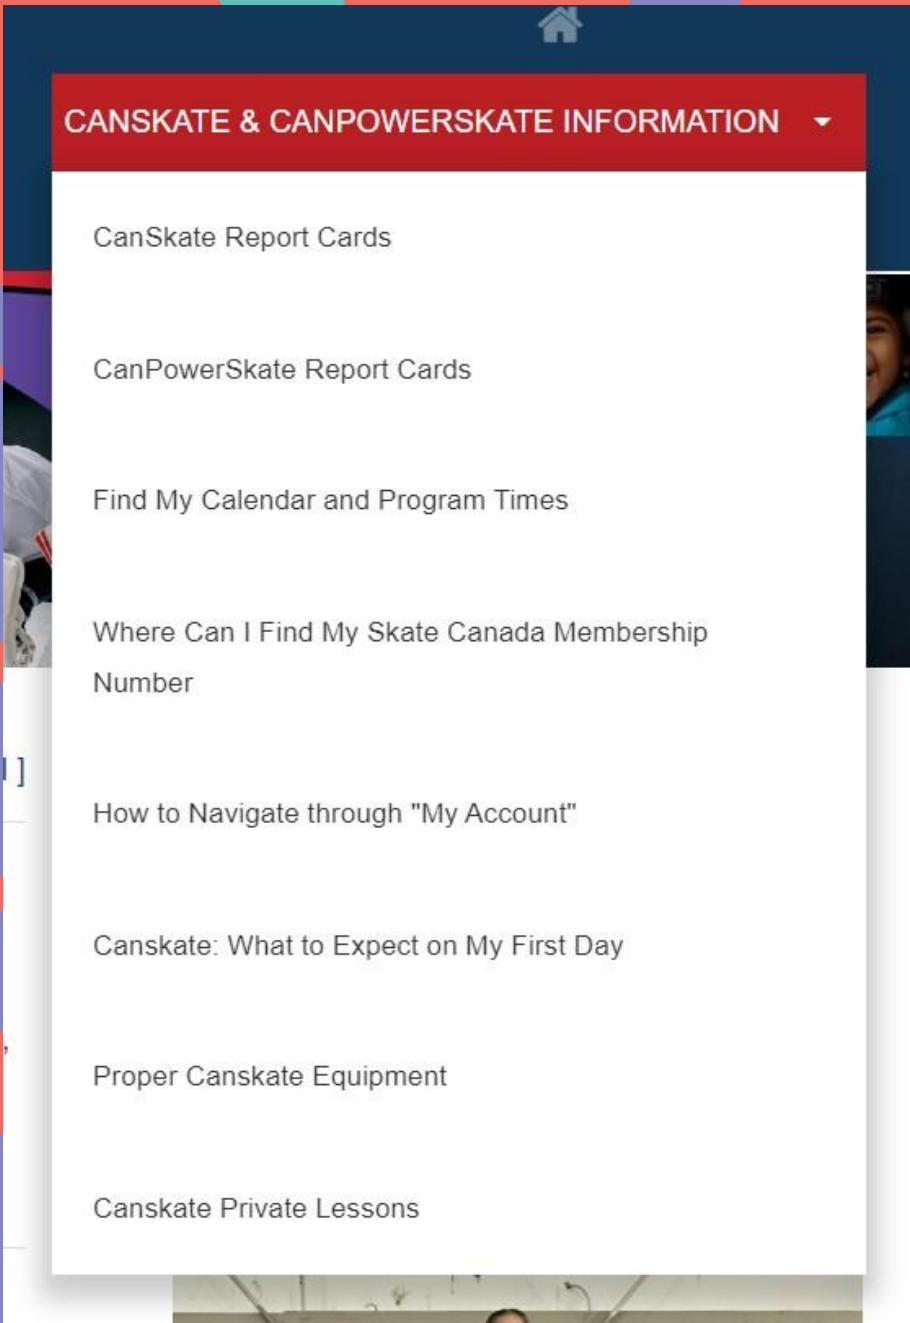 CANSKATE & CANPOWERSKATE INFORMATION
CanSkate Report Cards
CanPowerSkate Report Cards
Find My Calendar and Program Times
Where Can I Find My Skate Canada Membership
Number
]
How to Navigate through "My Account"
Canskate: What to Expect on My First Day
,
Proper Canskate Equipment
Canskate Private Lessons